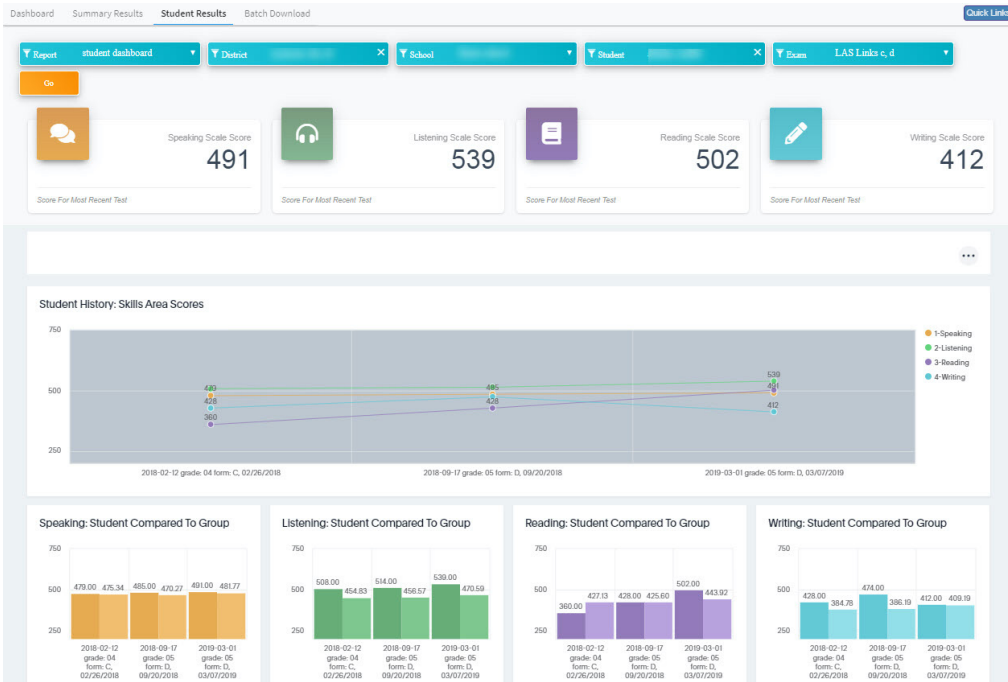 Dashboard Summary Results Student Results Batch Download Quick Links
Report student dashboard District School Student Exam LAS Links c, d
Go
Speaking Scale Score
491
Score For Most Recent Test
Listening Scale Score
539
Score For Most Recent Test
Reading Scale Score
502
Score For Most Recent Test
Writing Scale Score
412
Score For Most Recent Test
Student History: Skills Area Scores
750
500
250
428
360
428
539
491
412
2018-02-12 grade: 04 form: C, 02/26/2018
2018-09-17 grade: 05 form: D, 09/20/2018
2019-03-01 grade: 05 form: D, 03/07/2019
1-Speaking
2-Listening
3-Reading
4-Writing
Speaking: Student Compared To Group
750
500
250
479.00 475.34 485.00 470.27 491.00 481.77
2018-02-12 2018-09-17 2019-03-01
grade: 04 grade: 05 grade: 05
form: C, form: D, form: D,
02/26/2018 09/20/2018 03/07/2019
Listening: Student Compared To Group
750
500
250
508.00 454.83 514.00 458.57 539.00 470.59
2018-02-12 2018-09-17 2019-03-01
grade: 04 grade: 05 grade: 05
form: C, form: D, form: D,
02/26/2018 09/20/2018 03/07/2019
Reading: Student Compared To Group
750
500
250
360.00 427.13 428.00 425.60 502.00 443.92
2018-02-12 2018-09-17 2019-03-01
grade: 04 grade: 05 grade: 05
form: C, form: D, form: D,
02/26/2018 09/20/2018 03/07/2019
Writing: Student Compared To Group
750
500
250
428.00 384.78 474.00 386.19 412.00 409.19
2018-02-12 2018-09-17 2019-03-01
grade: 04 grade: 05 grade: 05
form: C, form: D, form: D,
02/26/2018 09/20/2018 03/07/2019